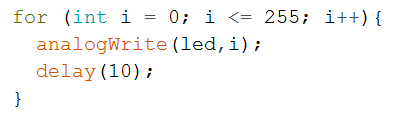 for (int i = 0; i <= 255; i++){
  analogWrite(led,i);
  delay(10);
}